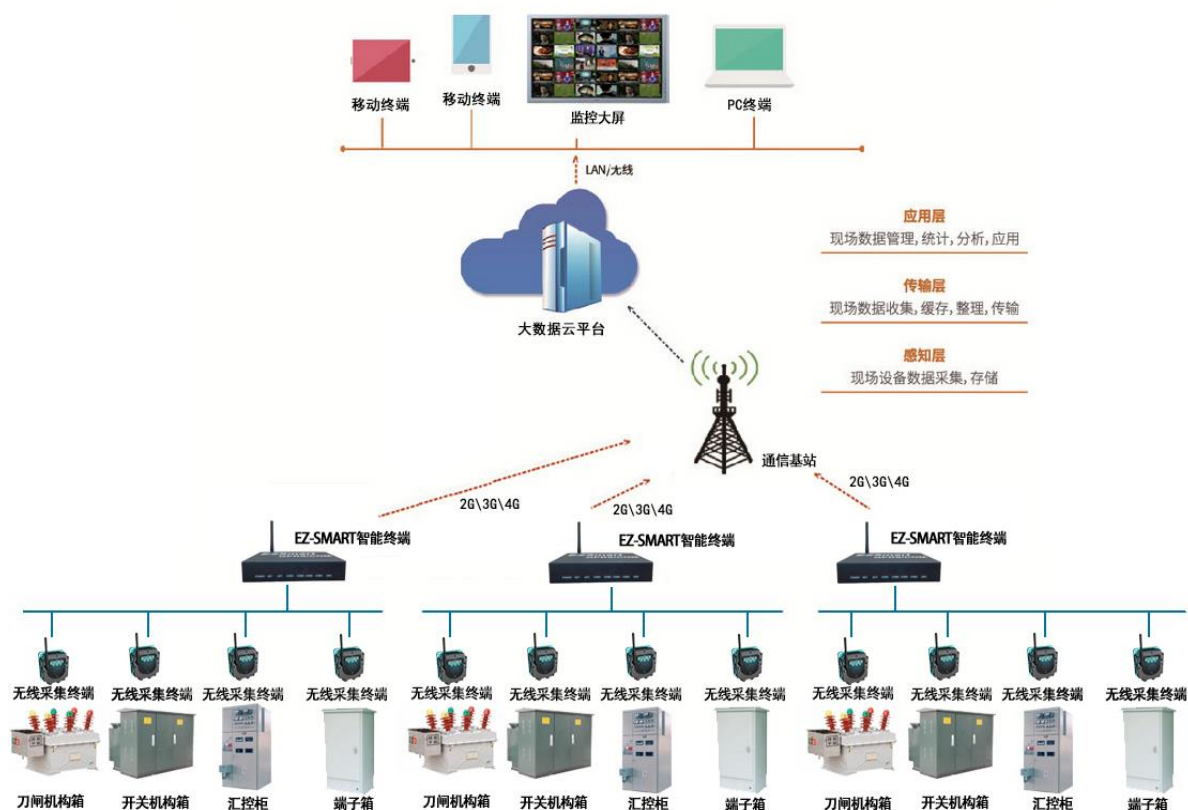 移动终端
移动终端
监控大屏
PC终端
LAN/无线
应用层
现场数据管理,统计,分析,应用
传输层
现场数据收集,缓存,整理,传输
大数据云平台
感知层
现场设备数据采集,存储
通信基站
2G\3G\4G
2G\3G\4G
2G\3G\4G
EZ-SMART智能终端
EZ-SMART智能终端
EZ-SMART智能终端
无线采集终端
无线采集终端
无线采集终端
无线采集终端
无线采集终端
无线采集终端
无线采集终端
无线采集终端
无线采集终端
无线采集终端
无线采集终端
无线采集终端
刀闸机构箱
开关机构箱
汇控柜
端子箱
刀闸机构箱
开关机构箱
汇控柜
端子箱
刀闸机构箱
开关机构箱
汇控柜
端子箱